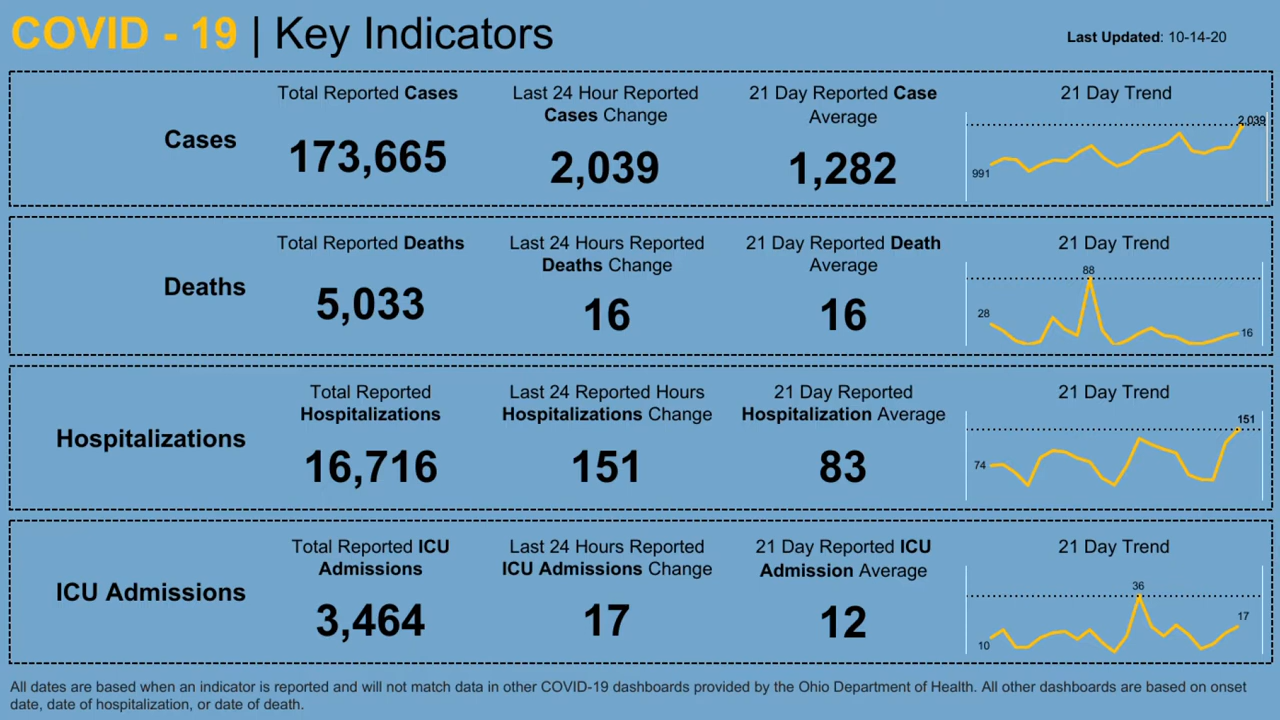 COVID - 19 | Key Indicators
Last Updated: 10-14-20
Cases
Total Reported Cases
173,665
Last 24 Hour Reported
Cases Change
2,039
21 Day Reported Case
Average
1,282
21 Day Trend
991
2,039
Deaths
Total Reported Deaths
5,033
Last 24 Hours Reported
Deaths Change
16
21 Day Reported Death
Average
16
21 Day Trend
28
88
16
Hospitalizations
Total Reported
Hospitalizations
16,716
Last 24 Reported Hours
Hospitalizations Change
151
21 Day Reported
Hospitalization Average
83
21 Day Trend
74
151
ICU Admissions
Total Reported ICU
Admissions
3,464
Last 24 Hours Reported
ICU Admissions Change
17
21 Day Reported ICU
Admission Average
12
21 Day Trend
10
36
17
All dates are based when an indicator is reported and will not match data in other COVID-19 dashboards provided by the Ohio Department of Health. All other dashboards are based on onset
date, date of hospitalization, or date of death.